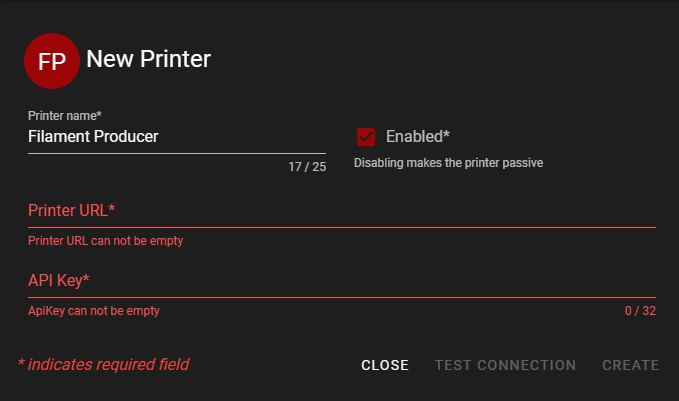 FP
New Printer
Printer name*
Filament Producer
17 / 25
Enabled*
Disabling makes the printer passive
Printer URL*
Printer URL can not be empty
API Key*
ApiKey can not be empty
0 / 32
* indicates required field
CLOSE
TEST CONNECTION
CREATE